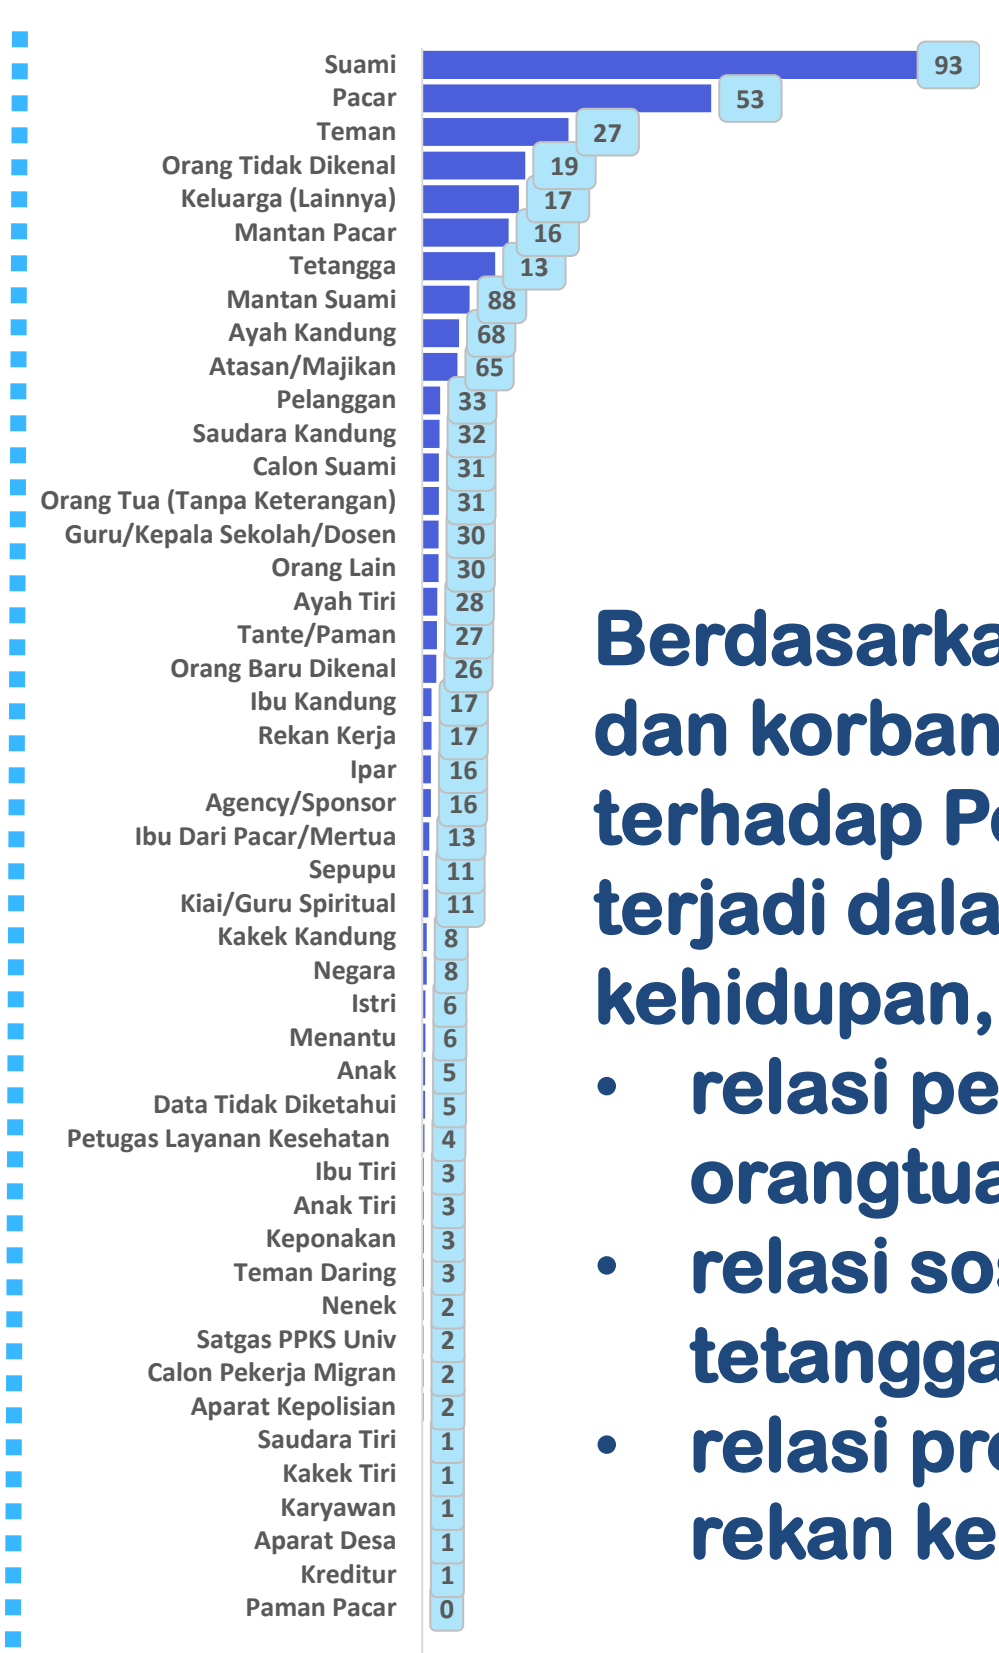 Suami 93
Pacar 53
Teman 27
Orang Tidak Dikenal 19
Keluarga (Lainnya) 17
Mantan Pacar 16
Tetangga 13
Mantan Suami 88
Ayah Kandung 68
Atasan/Majikan 65
Pelanggan 33
Saudara Kandung 32
Calon Suami 31
Orang Tua (Tanpa Keterangan) 31
Guru/Kepala Sekolah/Dosen 30
Orang Lain 30
Ayah Tiri 28
Tante/Paman 27
Orang Baru Dikenal 26
Ibu Kandung 17
Rekan Kerja 17
Ipar 16
Agency/Sponsor 16
Ibu Dari Pacar/Mertua 13
Sepupu 11
Kiai/Guru Spiritual 11
Kakek Kandung 8
Negara 8
Istri 6
Menantu 6
Anak 5
Data Tidak Diketahui 5
Petugas Layanan Kesehatan 4
Ibu Tiri 3
Anak Tiri 3
Keponakan 3
Teman Daring 3
Nenek 2
Satgas PPKS Univ 2
Calon Pekerja Migran 2
Aparat Kepolisian 2
Saudara Tiri 1
Kakek Tiri 1
Karyawan 1
Aparat Desa 1
Kreditur 1
Paman Pacar 0
Berdasarka
dan korban
terhadap P
terjadi dala
kehidupan,
• relasi pe
orangtua
• relasi so
tetangga
• relasi pr
rekan ke